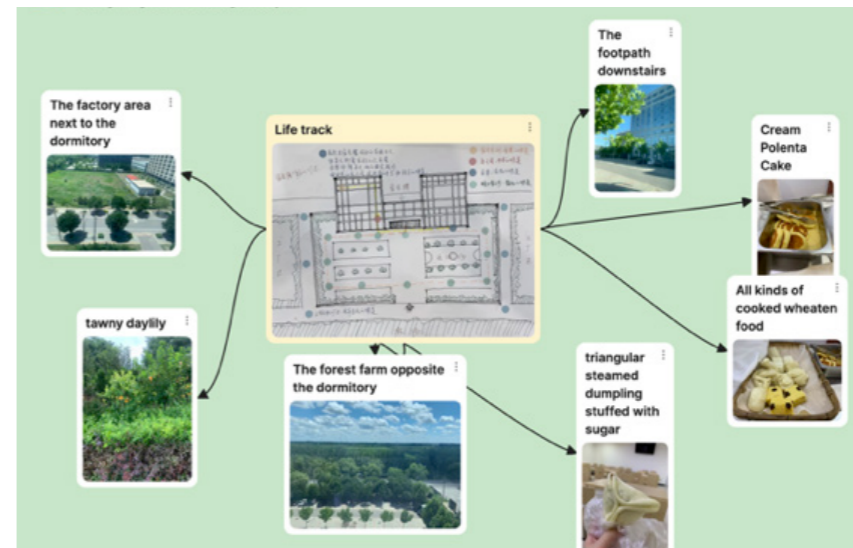 The factory area
next to the
dormitory
Life track
The
footpath
downstairs
Cream
Polenta
Cake
tawny daylily
The forest farm opposite
the dormitory
triangular
steamed
dumpling
stuffed with
sugar
All kinds of
cooked wheaten
food